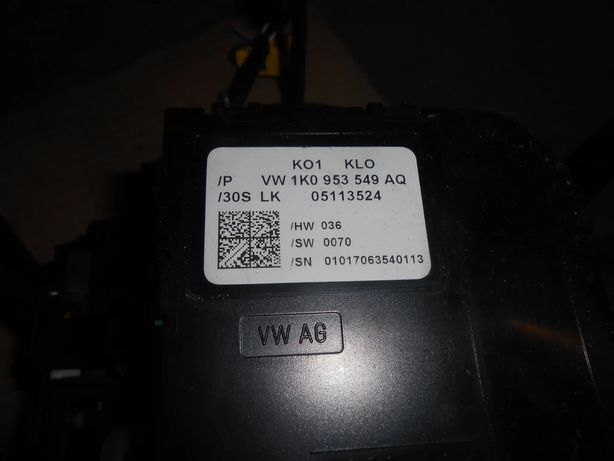 KO1 KLO
/P VW 1K0 953 549 AQ
/30S LK 05113524
/HW 036
/SW 0070
/SN 01017063540113
VW AG